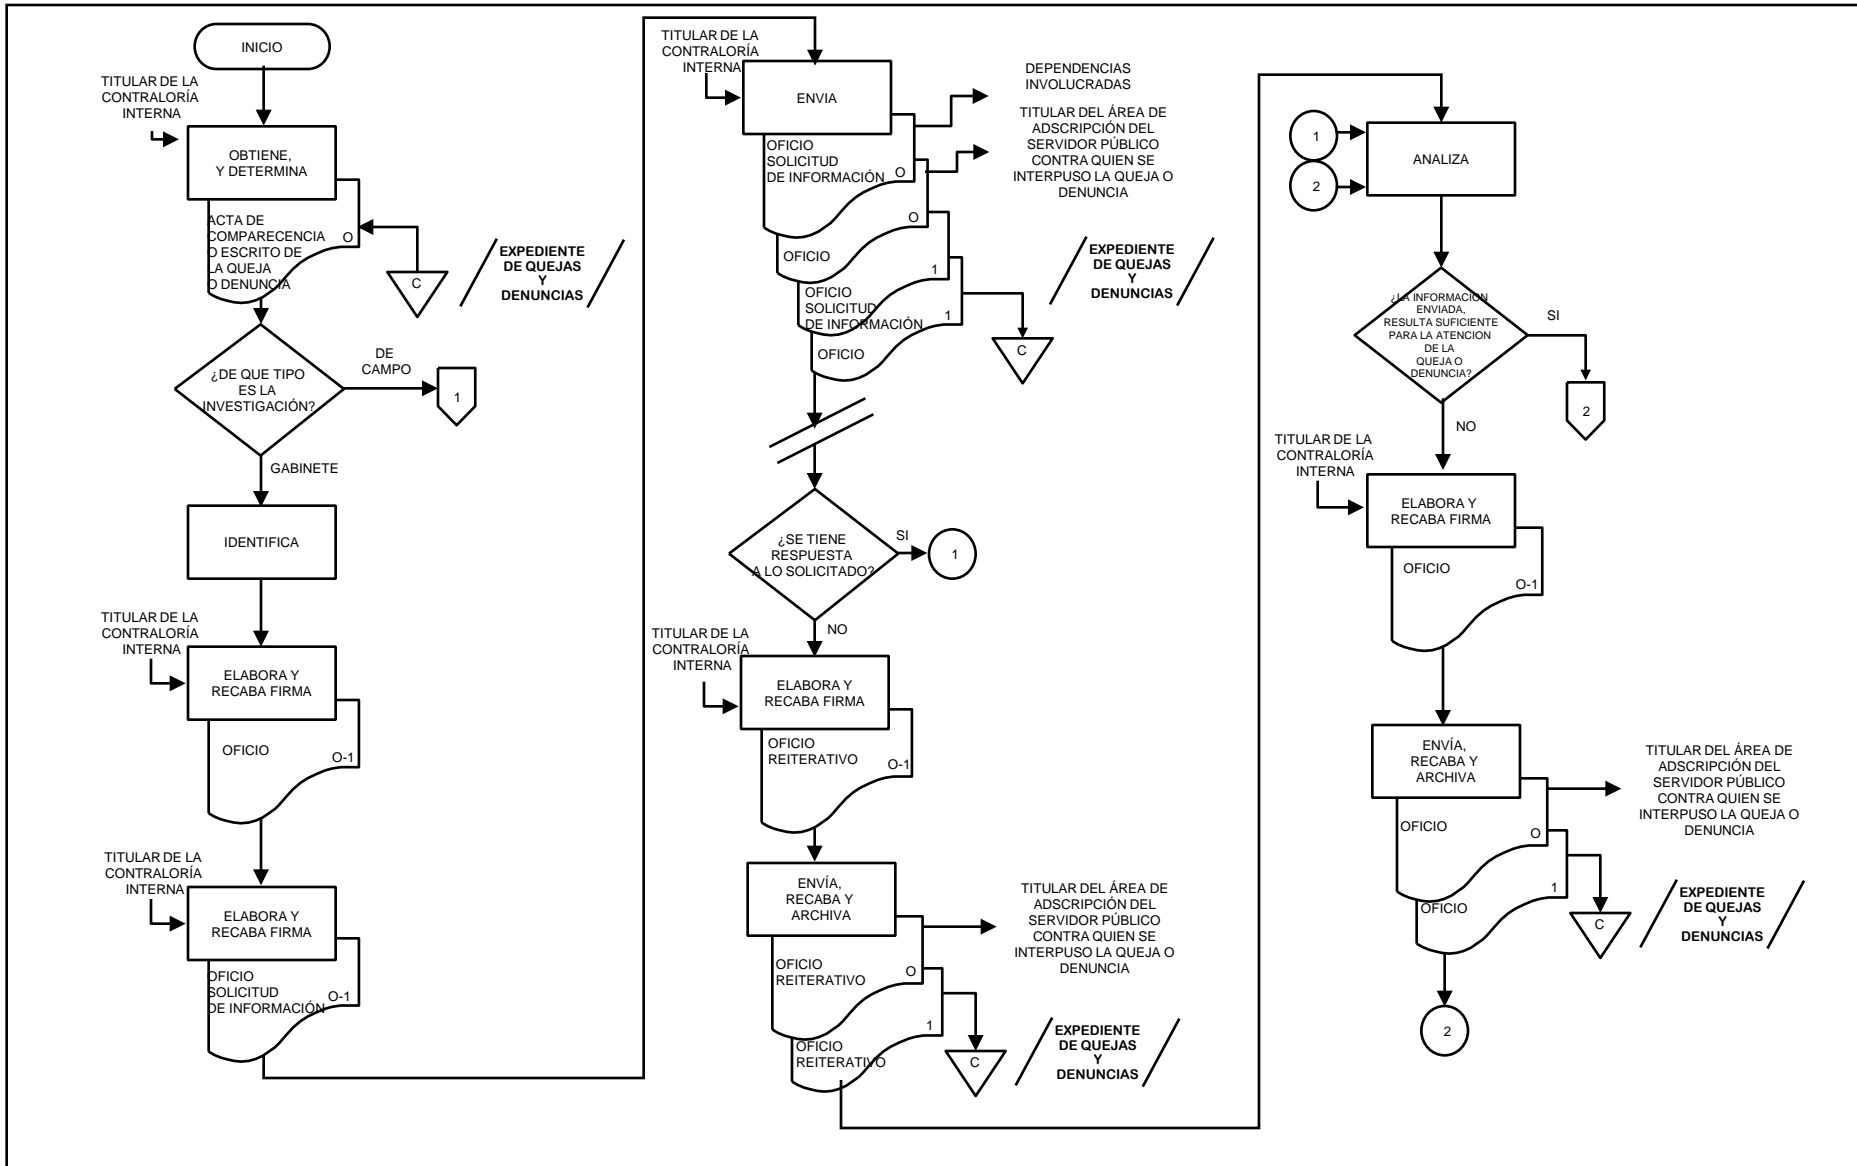 INICIO
TITULAR DE LA
CONTRALORÍA
INTERNA
OBTIENE,
Y DETERMINA
ACTA DE
COMPARECENCIA
O ESCRITO DE
LA QUEJA
O DENUNCIA
O
C
EXPEDIENTE
DE QUEJAS
Y
DENUNCIAS
¿DE QUE TIPO
ES LA
INVESTIGACIÓN?
DE
CAMPO
1
GABINETE
IDENTIFICA
TITULAR DE LA
CONTRALORÍA
INTERNA
ELABORA Y
RECABA FIRMA
OFICIO
O-1
TITULAR DE LA
CONTRALORÍA
INTERNA
ELABORA Y
RECABA FIRMA
OFICIO
SOLICITUD
DE INFORMACIÓN
O-1
TITULAR DE LA
CONTRALORÍA
INTERNA
ENVIA
DEPENDENCIAS
INVOLUCRADAS
TITULAR DEL ÁREA DE
ADSCRIPCIÓN DEL
SERVIDOR PÚBLICO
CONTRA QUIEN SE
INTERPUSO LA QUEJA O
DENUNCIA
OFICIO
SOLICITUD
DE INFORMACIÓN
O
OFICIO
O
OFICIO
SOLICITUD
DE INFORMACIÓN
1
OFICIO
1
C
EXPEDIENTE
DE QUEJAS
Y
DENUNCIAS
¿SE TIENE
RESPUESTA
A LO SOLICITADO?
SI
1
NO
TITULAR DE LA
CONTRALORÍA
INTERNA
ELABORA Y
RECABA FIRMA
OFICIO
REITERATIVO
O-1
ENVÍA,
RECABA Y
ARCHIVA
TITULAR DEL ÁREA DE
ADSCRIPCIÓN DEL
SERVIDOR PÚBLICO
CONTRA QUIEN SE
INTERPUSO LA QUEJA O
DENUNCIA
OFICIO
REITERATIVO
O
OFICIO
REITERATIVO
1
C
EXPEDIENTE
DE QUEJAS
Y
DENUNCIAS
1
2
ANALIZA
¿LA INFORMACION
ENVIADA,
RESULTA SUFICIENTE
PARA LA ATENCION
DE LA
QUEJA O
DENUNCIA?
SI
2
NO
TITULAR DE LA
CONTRALORÍA
INTERNA
ELABORA Y
RECABA FIRMA
OFICIO
O-1
ENVÍA,
RECABA Y
ARCHIVA
TITULAR DEL ÁREA DE
ADSCRIPCIÓN DEL
SERVIDOR PÚBLICO
CONTRA QUIEN SE
INTERPUSO LA QUEJA O
DENUNCIA
OFICIO
O
OFICIO
1
C
EXPEDIENTE
DE QUEJAS
Y
DENUNCIAS
2